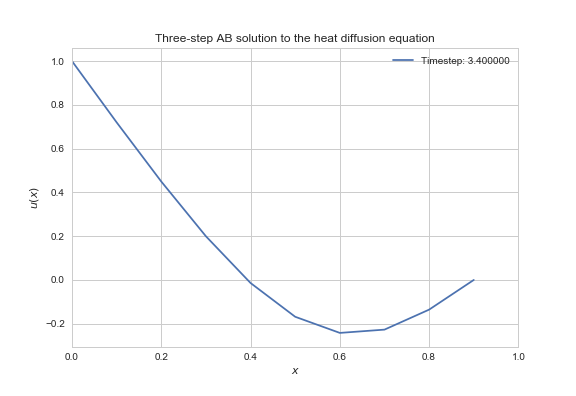 Three-step AB solution to the heat diffusion equation
Timestep: 3.400000
1.0
0.8
0.6
0.4
0.2
0.0
−0.2
u(x)
0.0 0.2 0.4 0.6 0.8 1.0
x